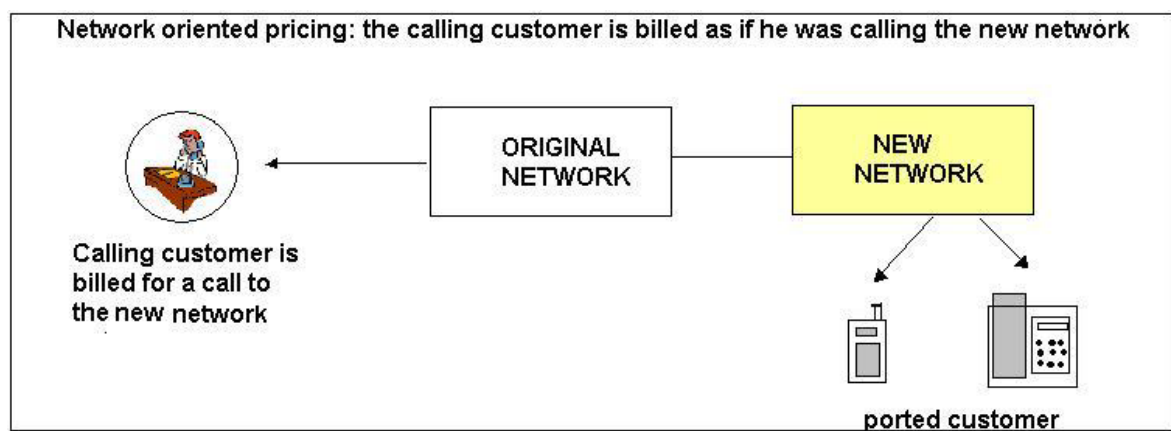 Network oriented pricing: the calling customer is billed as if he was calling the new network
ORIGINAL
NETWORK
NEW
NETWORK
Calling customer is
billed for a call to
the new network
ported customer